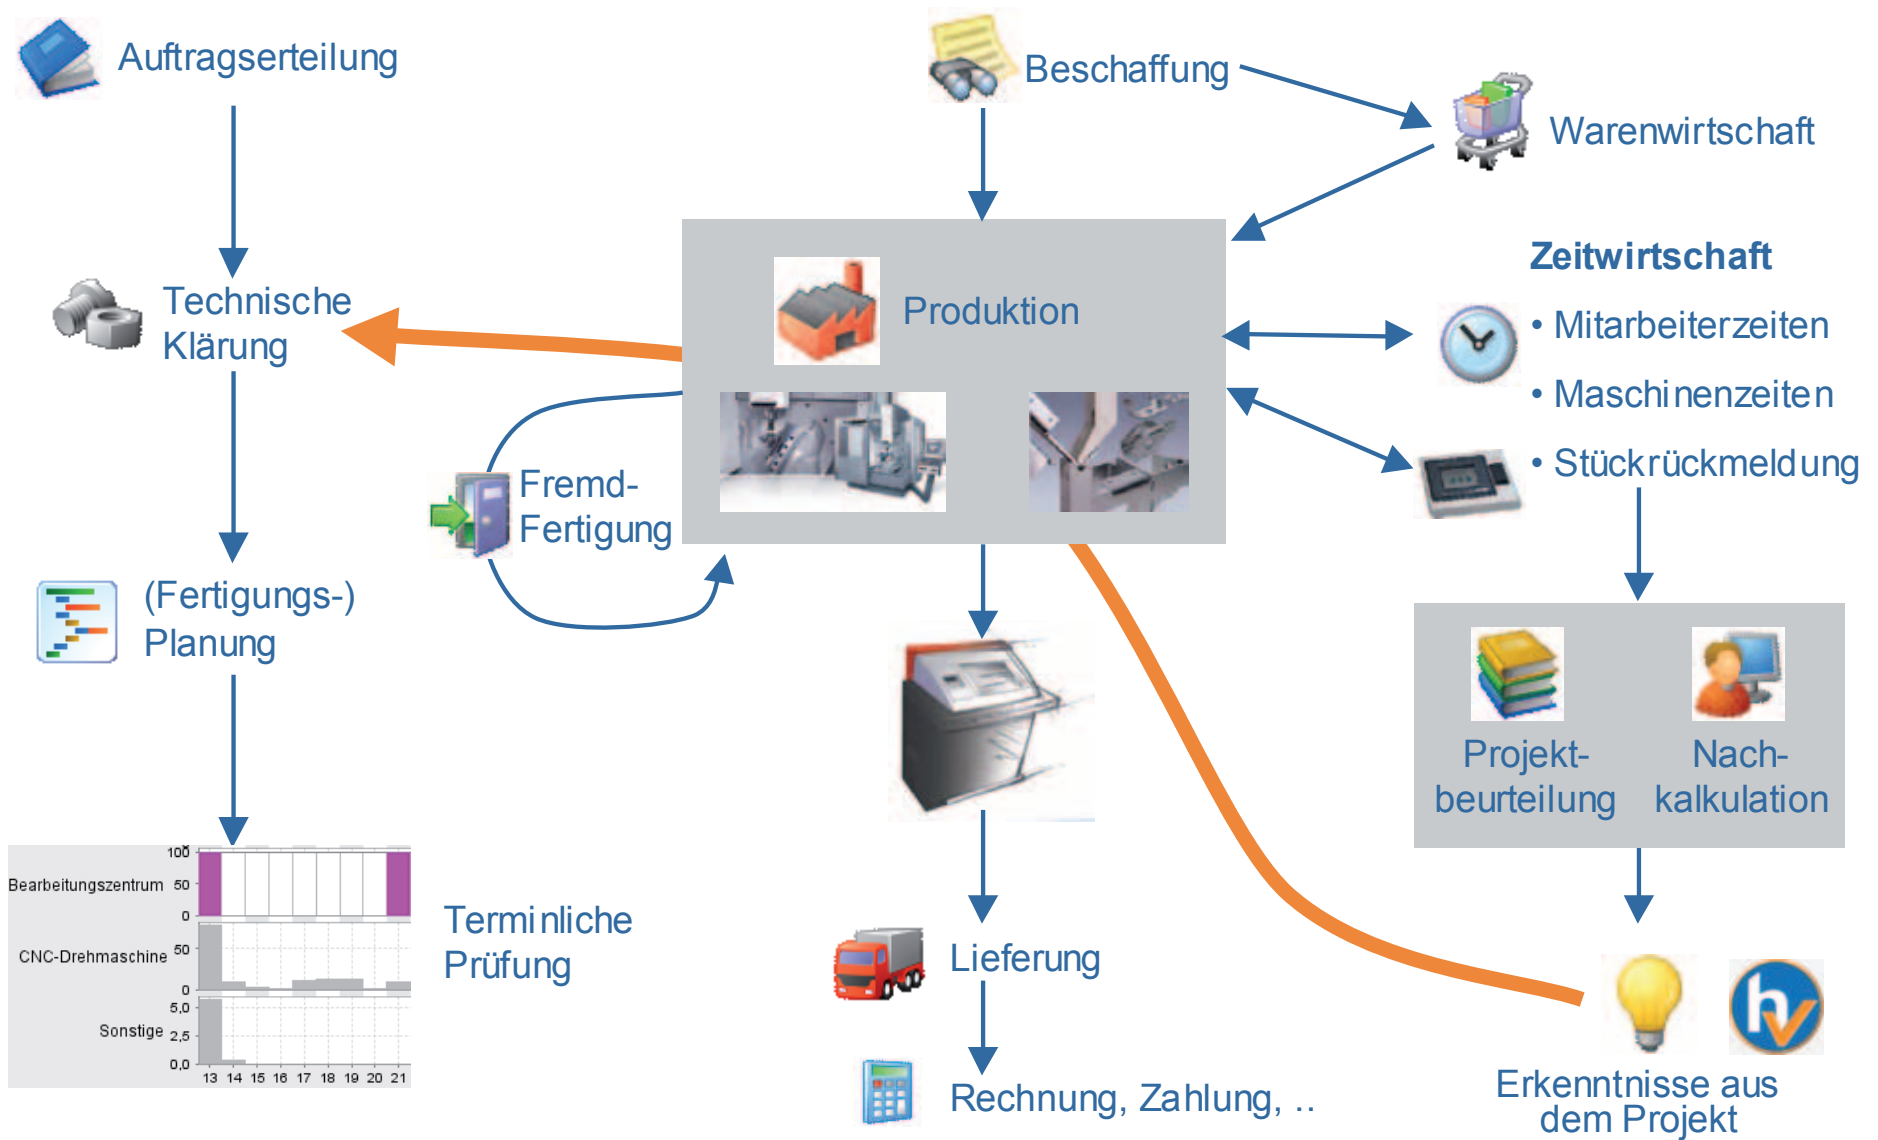 Auftragserteilung
Beschaffung
Warenwirtschaft
Technische
Klärung
Produktion
Zeitwirtschaft
• Mitarbeiterzeiten
• Maschinenzeiten
• Stückrückmeldung
Fremd-
Fertigung
(Fertigungs-)
Planung
Projekt-
beurteilung
Nach-
kalkulation
100
Bearbeitungszentrum 50
0
CNC-Drehmaschine 50
0
5,0
Sonstige 2,5
0,0
13 14 15 16 17 18 19 20 21
Terminliche
Prüfung
Lieferung
Rechnung, Zahlung, ..
hv
Erkenntnisse aus
dem Projekt